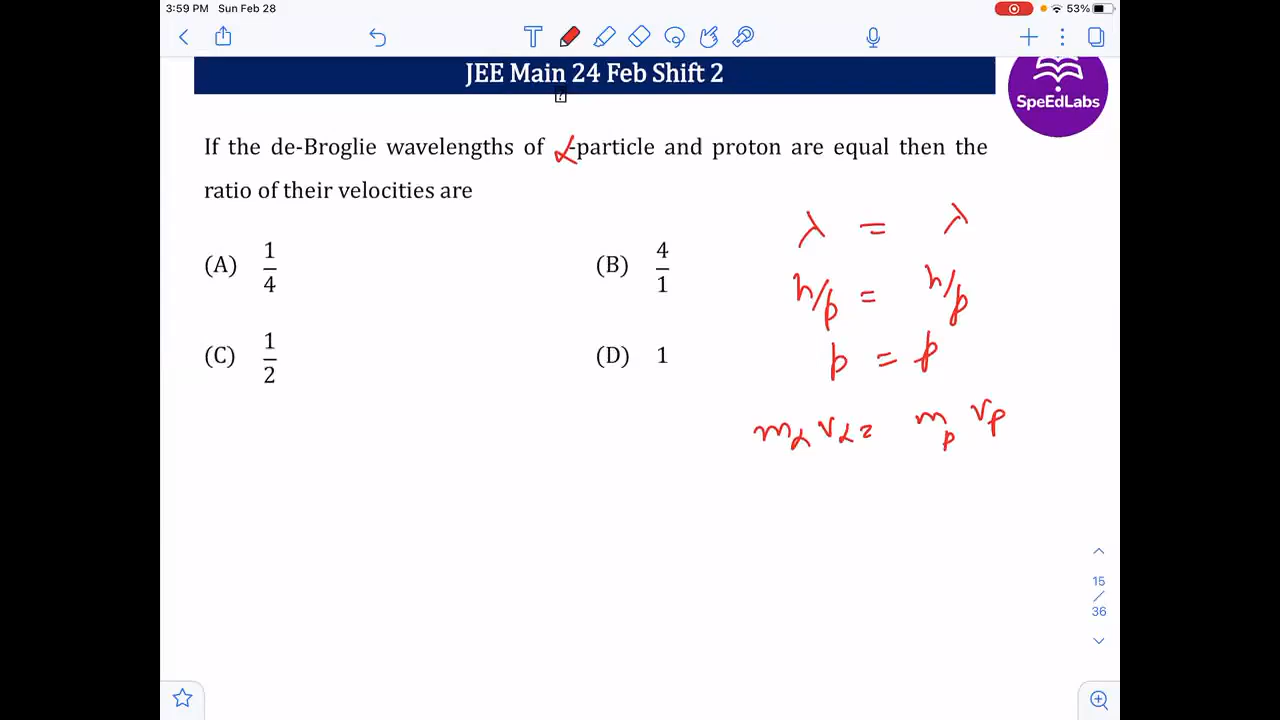 3:59 PM Sun Feb 28
53%
JEE Main 24 Feb Shift 2
SpeEdLabs
If the de-Broglie wavelengths of α-particle and proton are equal then the
ratio of their velocities are
(A) 1/4
(B) 4/1
(C) 1/2
(D) 1
λ = λ
h/p = h/p
p = p
mα vα = mp vp
15
/
36